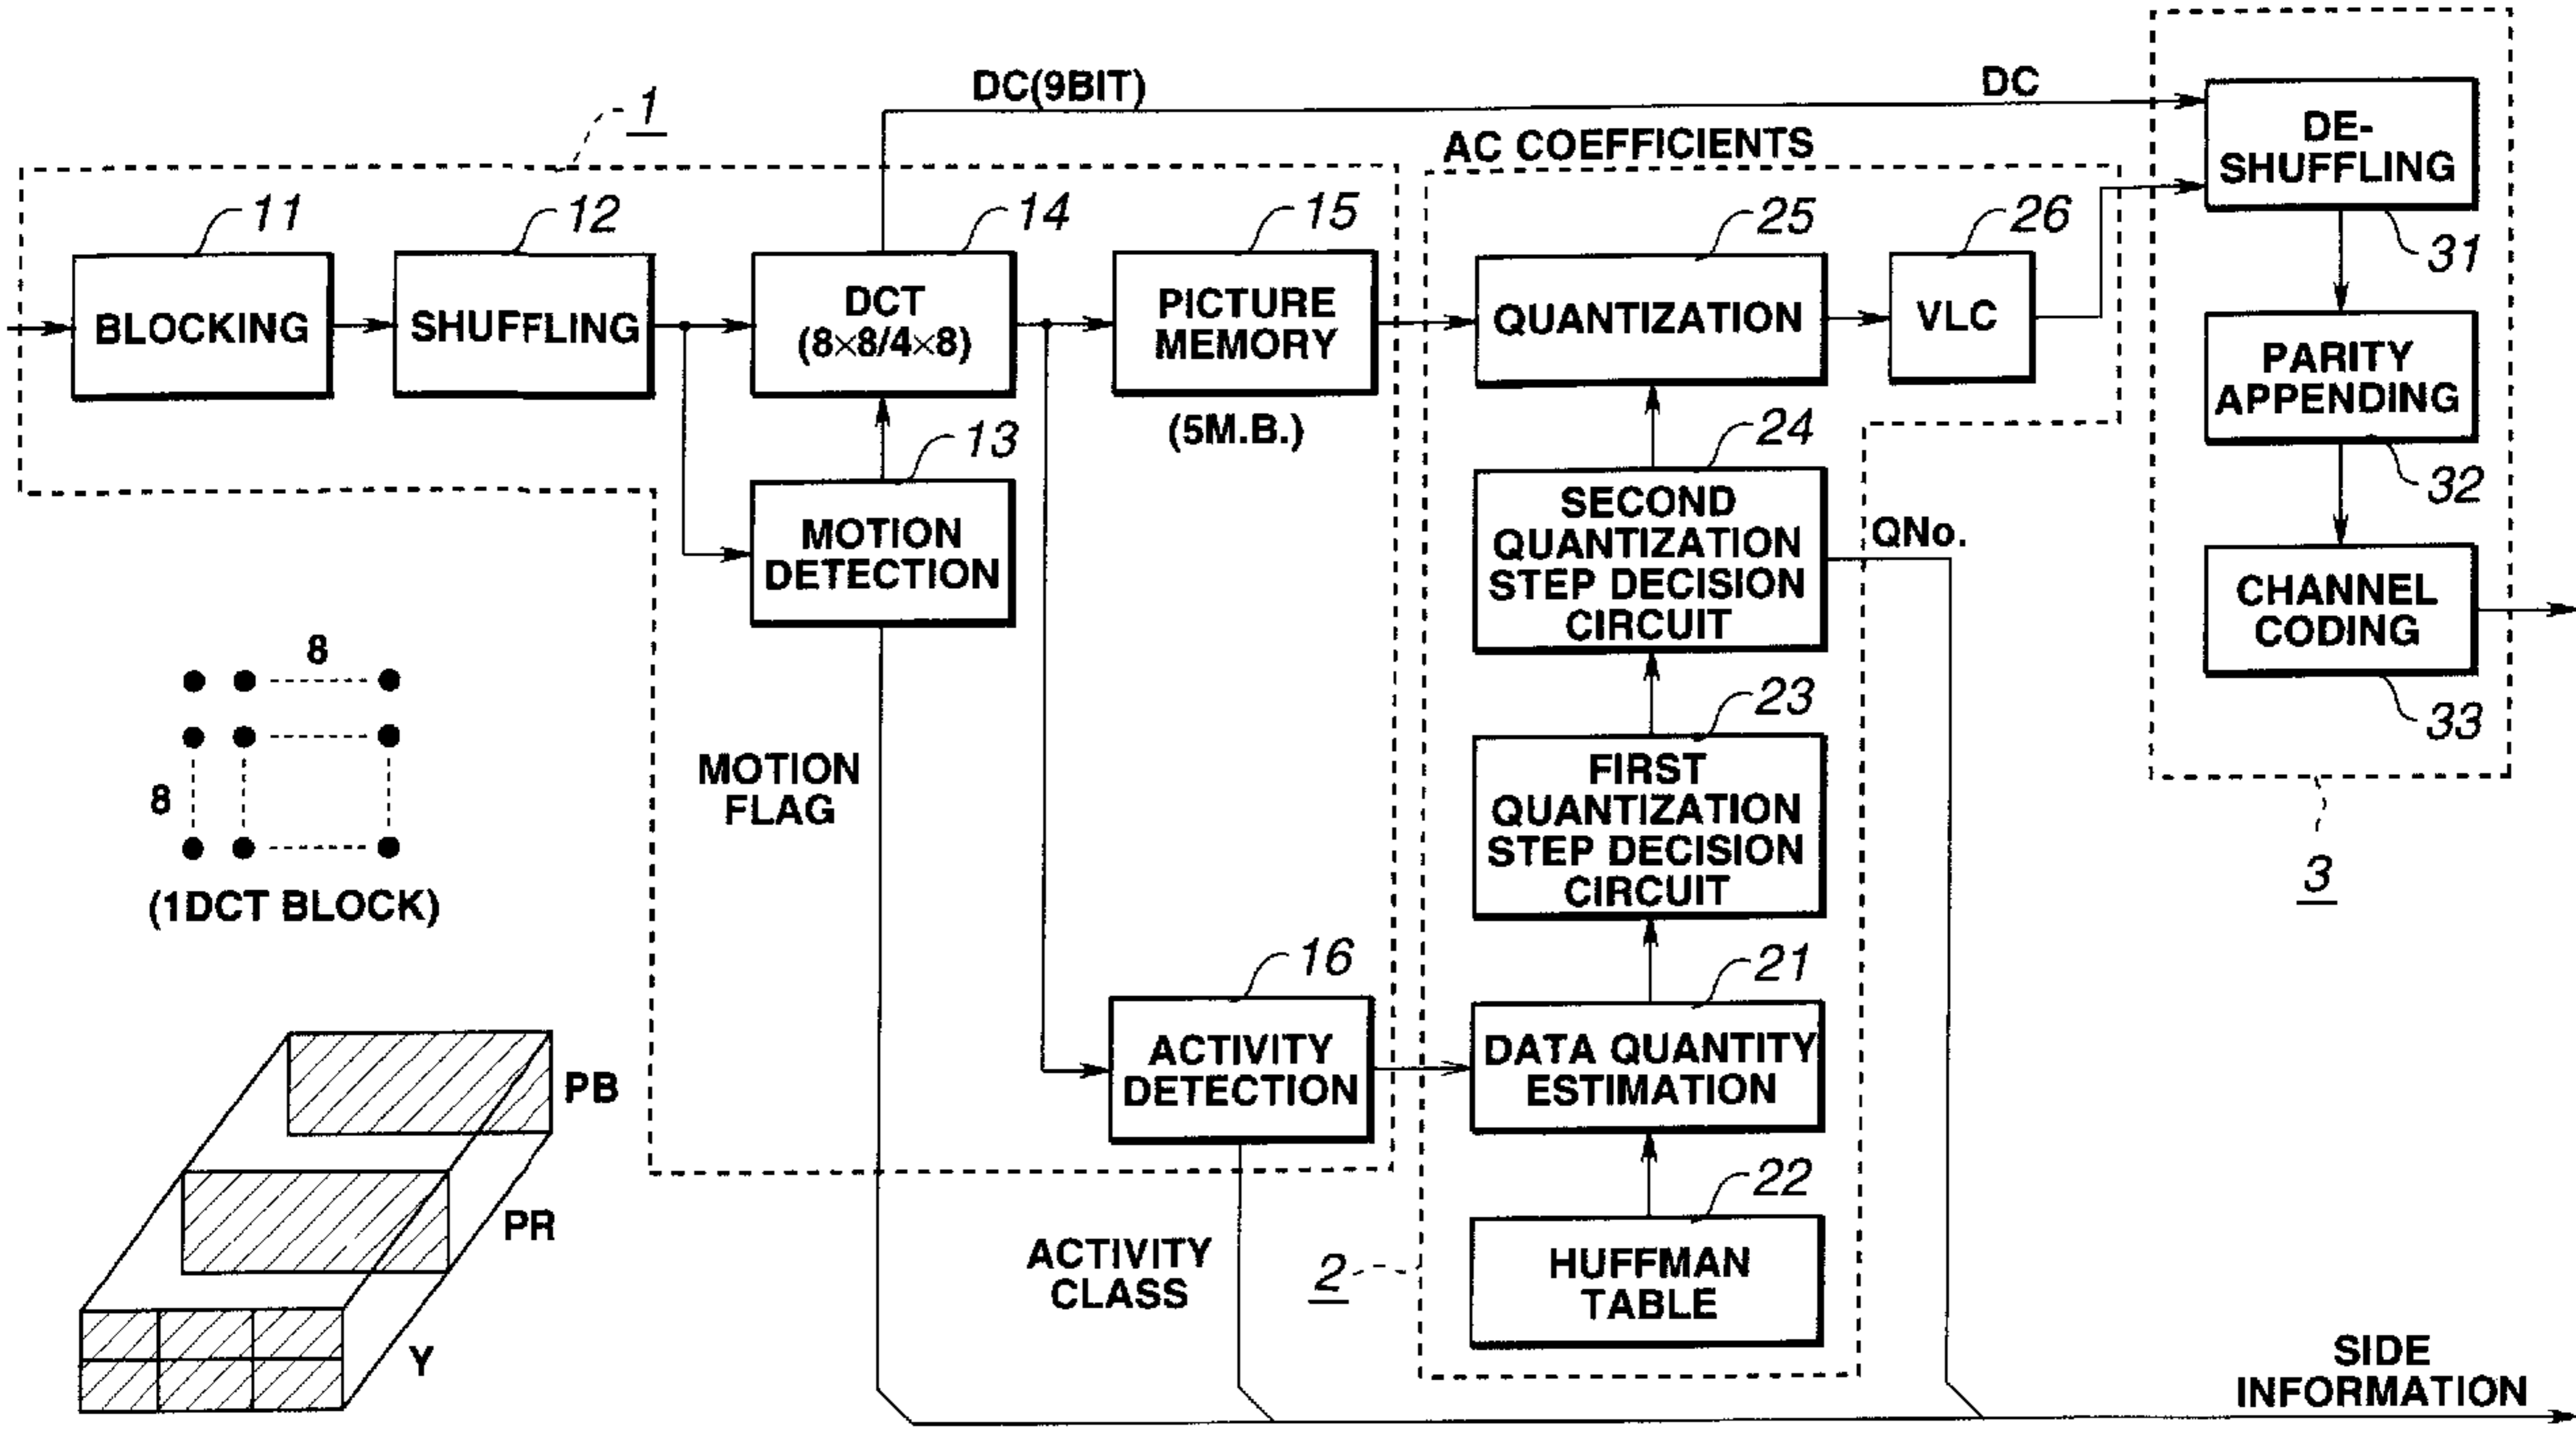 DC(9BIT)
DC
1
AC COEFFICIENTS
DE-
SHUFFLING
31
11
12
14
15
25
26
BLOCKING
SHUFFLING
DCT
(8×8/4×8)
PICTURE
MEMORY
(5M.B.)
QUANTIZATION
VLC
PARITY
APPENDING
32
13
MOTION
DETECTION
24
SECOND
QUANTIZATION
STEP DECISION
CIRCUIT
QNo.
CHANNEL
CODING
33
3
8
8
(1DCT BLOCK)
MOTION
FLAG
23
FIRST
QUANTIZATION
STEP DECISION
CIRCUIT
16
ACTIVITY
DETECTION
21
DATA QUANTITY
ESTIMATION
22
HUFFMAN
TABLE
2
PB
PR
Y
ACTIVITY
CLASS
SIDE
INFORMATION